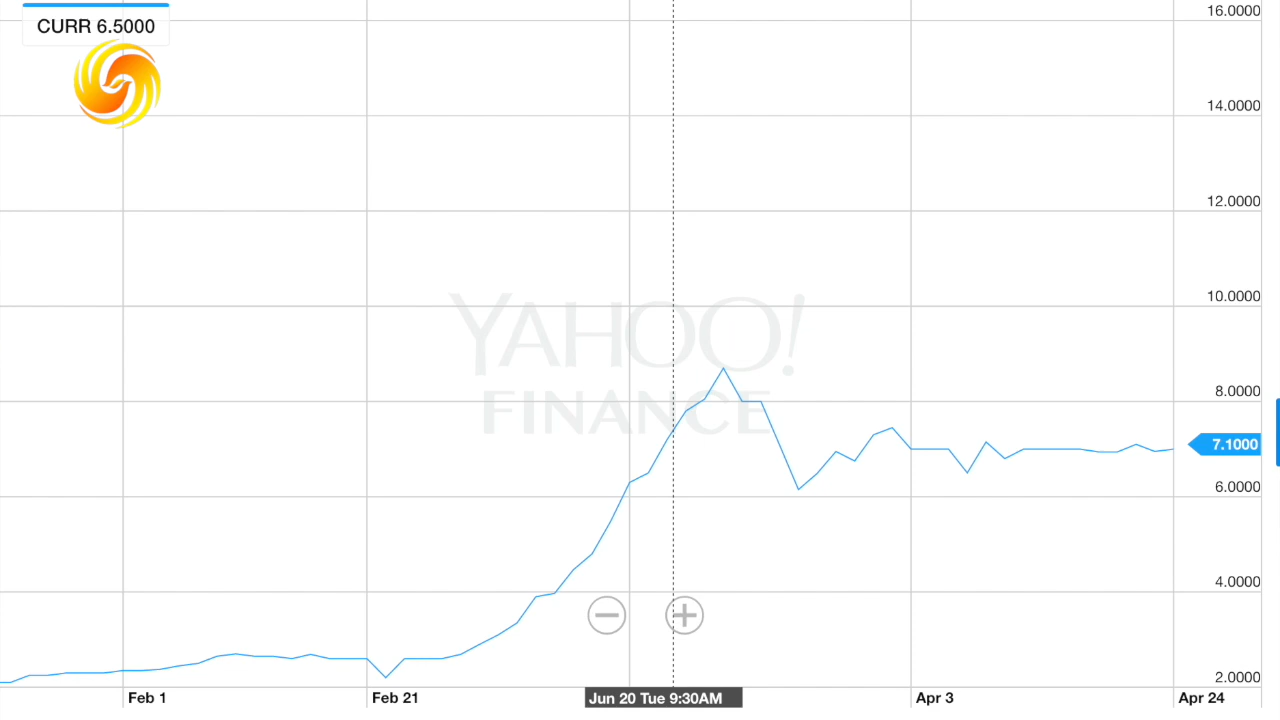 CURR 6.5000
16.0000
14.0000
12.0000
10.0000
YAHOO!
FINANCE
8.0000
7.1000
6.0000
4.0000
2.0000
Feb 1
Feb 21
Jun 20 Tue 9:30AM
Apr 3
Apr 24